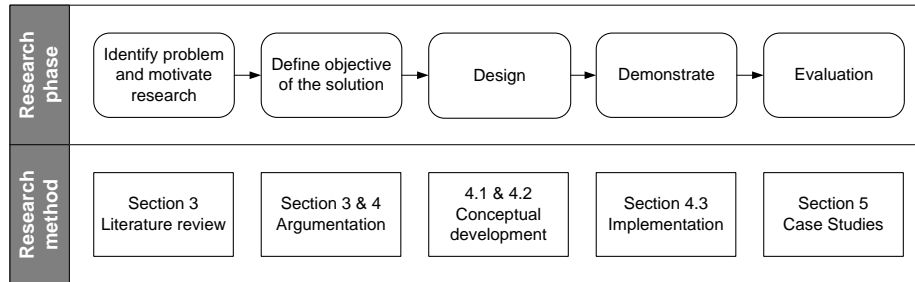 Research
phase
Identify problem
and motivate
research
Define objective
of the solution
Design
Demonstrate
Evaluation
Research
method
Section 3
Literature review
Section 3 & 4
Argumentation
4.1 & 4.2
Conceptual
development
Section 4.3
Implementation
Section 5
Case Studies